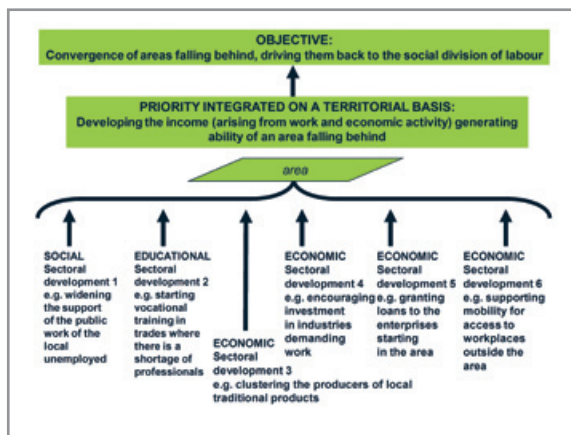 OBJECTIVE:
Convergence of areas falling behind, driving them back to the social division of labour
PRIORITY INTEGRATED ON A TERRITORIAL BASIS:
Developing the income (arising from work and economic activity) generating
ability of an area falling behind
area
SOCIAL
Sectoral
development 1
e.g. widening
the support
of the public
work of the
local
unemployed
EDUCATIONAL
Sectoral
development 2
e.g. starting
vocational
training in
trades where
there is a
shortage of
professionals
ECONOMIC
Sectoral
development 3
e.g. clustering the producers of local
traditional products
ECONOMIC
Sectoral
development 4
e.g. encouraging
investment
in industries
demanding
work
ECONOMIC
Sectoral
development 5
e.g. granting
loans to the
enterprises
starting
in the area
ECONOMIC
Sectoral
development 6
e.g. supporting
mobility for
access to
workplaces
outside the
area